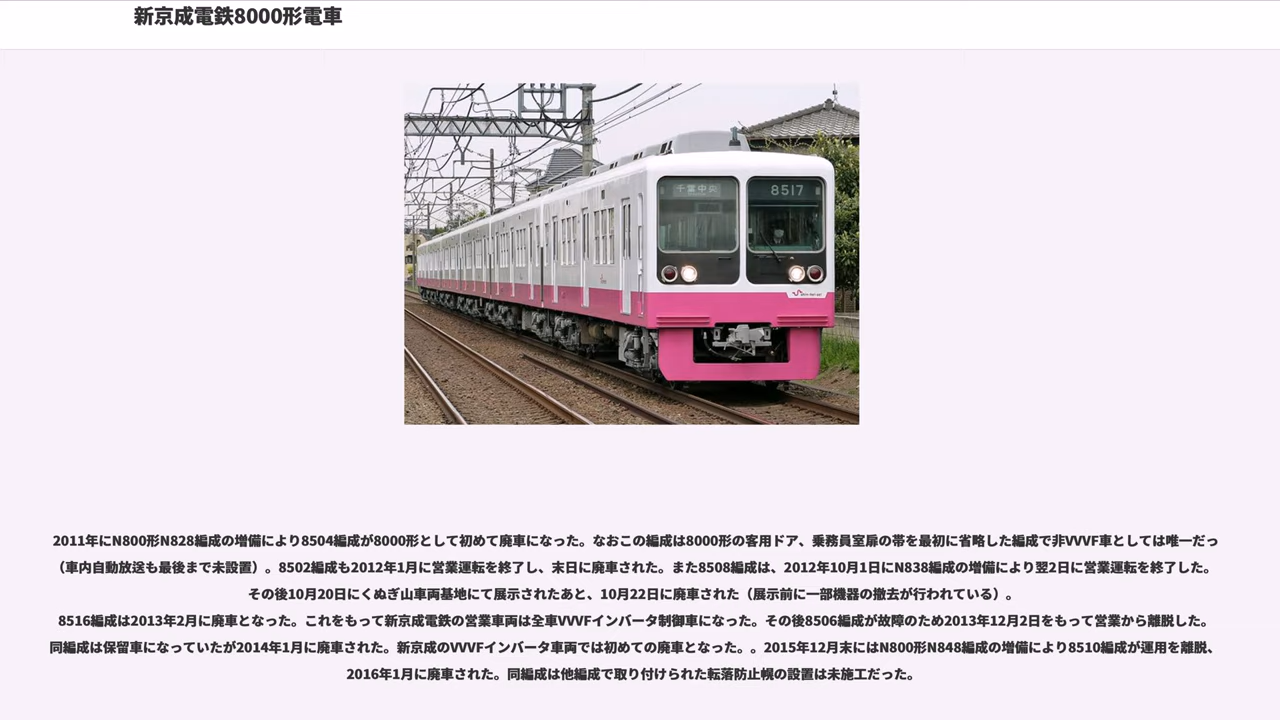 新京成電鉄8000形電車
千葉中央
8517
2011年にN800形N828編成の増備により8504編成が8000形として初めて廃車になった。なおこの編成は8000形の客用ドア、乗務員室扉の帯を最初に省略した編成で非VVVF車としては唯一だっ
（車内自動放送も最後まで未設置）。8502編成も2012年1月に営業運転を終了し、末日に廃車された。また8508編成は、2012年10月1日にN838編成の増備により翌2日に営業運転を終了した。
その後10月20日にくぬぎ山車両基地にて展示されたあと、10月22日に廃車された（展示前に一部機器の撤去が行われている）。
8516編成は2013年2月に廃車となった。これをもって新京成電鉄の営業車両は全車VVVFインバータ制御車になった。その後8506編成が故障のため2013年12月2日をもって営業から離脱した。
同編成は保留車になっていたが2014年1月に廃車された。新京成のVVVFインバータ車両では初めての廃車となった。。2015年12月末にはN800形N848編成の増備により8510編成が運用を離脱、
2016年1月に廃車された。同編成は他編成で取り付けられた転落防止幌の設置は未施工だった。